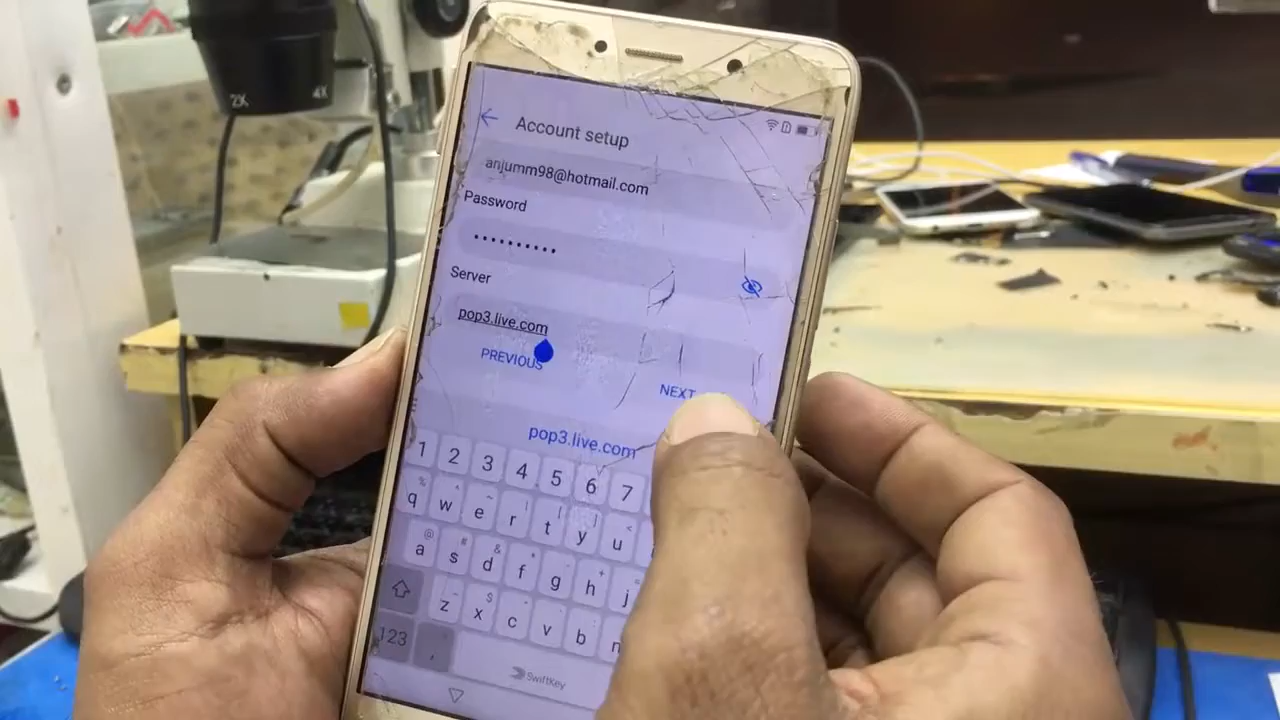 2X 4X
Account setup
anjumm98@hotmail.com
Password
••••••••••
Server
pop3.live.com
PREVIOUS
NEXT
pop3.live.com
1 2 3 4 5 6 7
q w e r t y u
a s d f g h j
z x c v b n
123 ,
SwiftKey